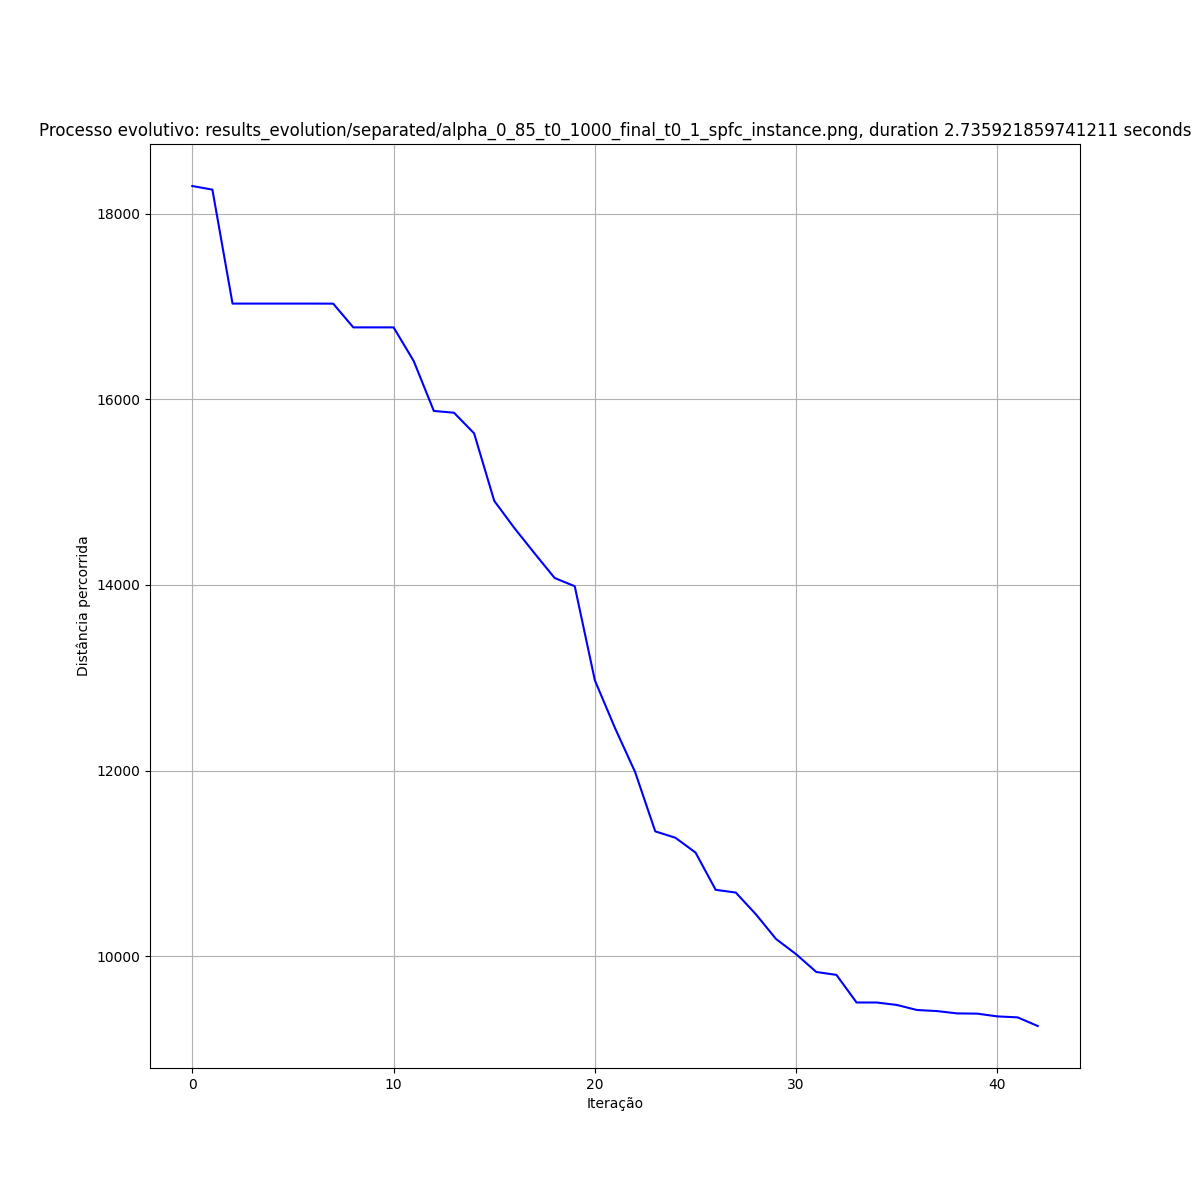 Processo evolutivo: results_evolution/separated/alpha_0_85_t0_1000_final_t0_1_spfc_instance.png, duration 2.735921859741211 seconds
18000
16000
14000
12000
10000
Distância percorrida
0 10 20 30 40
Iteração